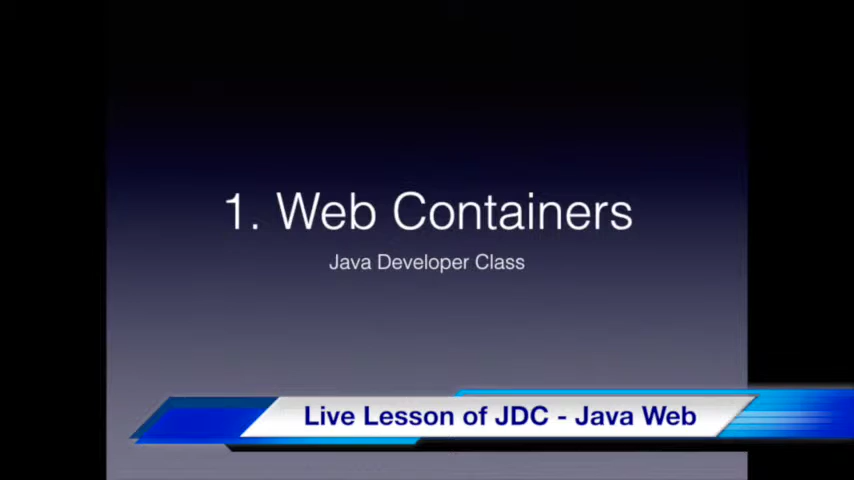 1. Web Containers
Java Developer Class
Live Lesson of JDC - Java Web